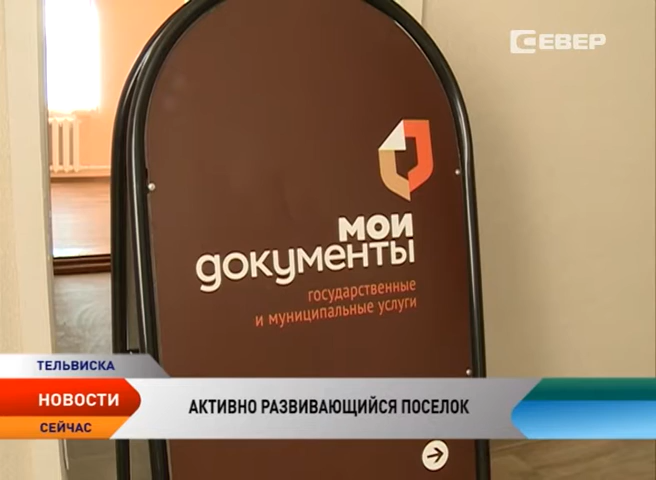 СЕВЕР
мои
документы
государственные
и муниципальные услуги
ТЕЛЬВИСКА
НОВОСТИ
СЕЙЧАС
АКТИВНО РАЗВИВАЮЩИЙСЯ ПОСЕЛОК